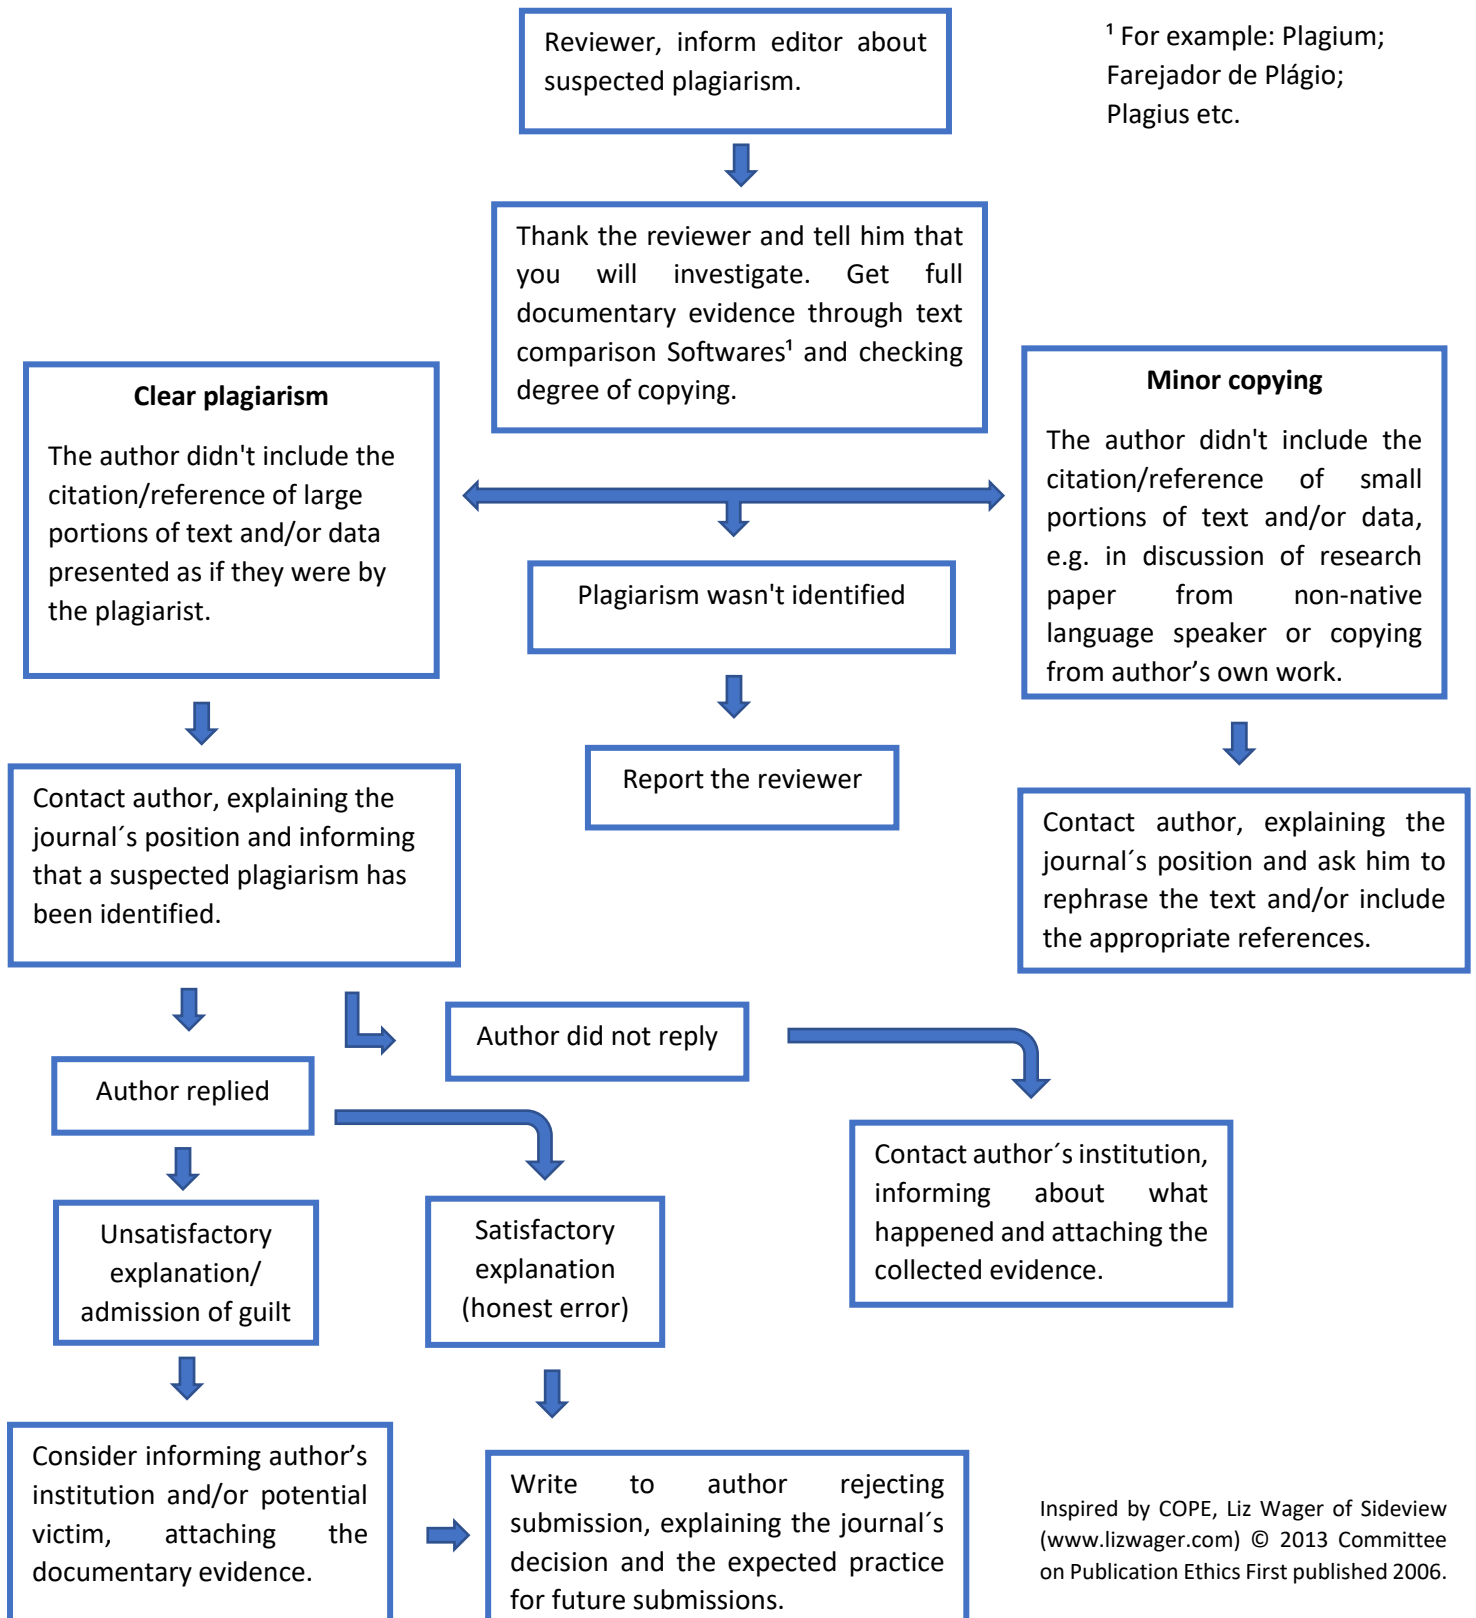 Reviewer, inform editor about
suspected plagiarism.
¹ For example: Plagium;
Farejador de Plágio;
Plagius etc.
Thank the reviewer and tell him that
you will investigate. Get full
documentary evidence through text
comparison Softwares¹ and checking
degree of copying.
Clear plagiarism
The author didn't include the
citation/reference of large
portions of text and/or data
presented as if they were by
the plagiarist.
Minor copying
The author didn't include the
citation/reference of small
portions of text and/or data,
e.g. in discussion of research
paper from non-native
language speaker or copying
from author’s own work.
Plagiarism wasn't identified
Report the reviewer
Contact author, explaining the
journal´s position and informing
that a suspected plagiarism has
been identified.
Contact author, explaining the
journal´s position and ask him to
rephrase the text and/or include
the appropriate references.
Author did not reply
Author replied
Contact author´s institution,
informing about what
happened and attaching the
collected evidence.
Unsatisfactory
explanation/
admission of guilt
Satisfactory
explanation
(honest error)
Consider informing author’s
institution and/or potential
victim, attaching the
documentary evidence.
Write to author rejecting
submission, explaining the journal´s
decision and the expected practice
for future submissions.
Inspired by COPE, Liz Wager of Sideview
(www.lizwager.com) © 2013 Committee
on Publication Ethics First published 2006.